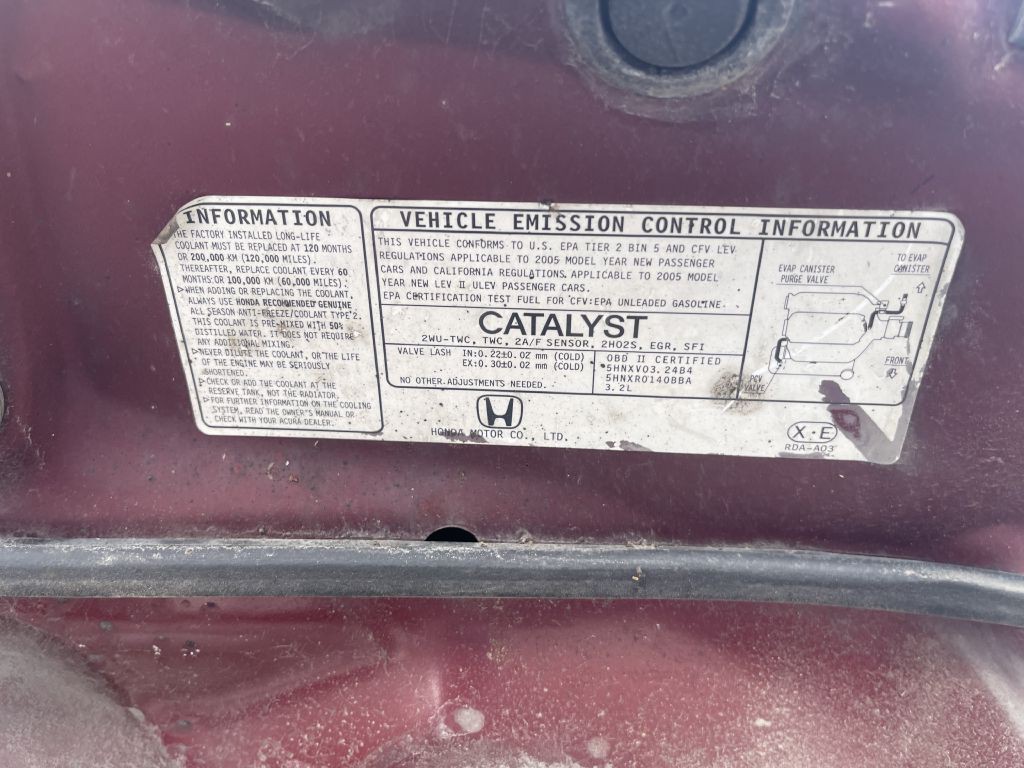 INFORMATION
THE FACTORY INSTALLED LONG-LIFE
COOLANT MUST BE REPLACED AT 120 MONTHS
OR 200,000 KM (120,000 MILES).
THEREAFTER, REPLACE COOLANT EVERY 60
MONTHS OR 100,000 KM (60,000 MILES).
▷WHEN ADDING OR REPLACING THE COOLANT,
ALWAYS USE HONDA RECOMMENDED GENUINE
ALL SEASON ANTI-FREEZE/COOLANT TYPE 2.
THIS COOLANT IS PRE-MIXED WITH 50%
DISTILLED WATER. IT DOES NOT REQUIRE
ANY ADDITIONAL MIXING.
▷NEVER DILUTE THE COOLANT, OR THE LIFE
OF THE ENGINE MAY BE SERIOUSLY
SHORTENED.
▷CHECK OR ADD THE COOLANT AT THE
RESERVE TANK, NOT THE RADIATOR.
▷FOR FURTHER INFORMATION ON THE COOLING
SYSTEM, READ THE OWNER'S MANUAL OR
CHECK WITH YOUR ACURA DEALER.
VEHICLE EMISSION CONTROL INFORMATION
THIS VEHICLE CONFORMS TO U.S. EPA TIER 2 BIN 5 AND CFV LEV
REGULATIONS APPLICABLE TO 2005 MODEL YEAR NEW PASSENGER
CARS AND CALIFORNIA REGULATIONS APPLICABLE TO 2005 MODEL
YEAR NEW LEV II ULEV PASSENGER CARS.
EPA CERTIFICATION TEST FUEL FOR CFV:EPA UNLEADED GASOLINE.
CATALYST
2WU-TWC, TWC, 2A/F SENSOR, 2HO2S, EGR, SFI
VALVE LASH IN:0.22±0.02 mm (COLD)
EX:0.30±0.02 mm (COLD)
NO OTHER ADJUSTMENTS NEEDED.
OBD II CERTIFIED
5HNXV03.24B4
5HNXR0140BBA
3.2L
EVAP CANISTER
PURGE VALVE
TO EVAP
CANISTER
FRONT
PCV
VALVE
HONDA MOTOR CO., LTD.
X·E
RDA-A03